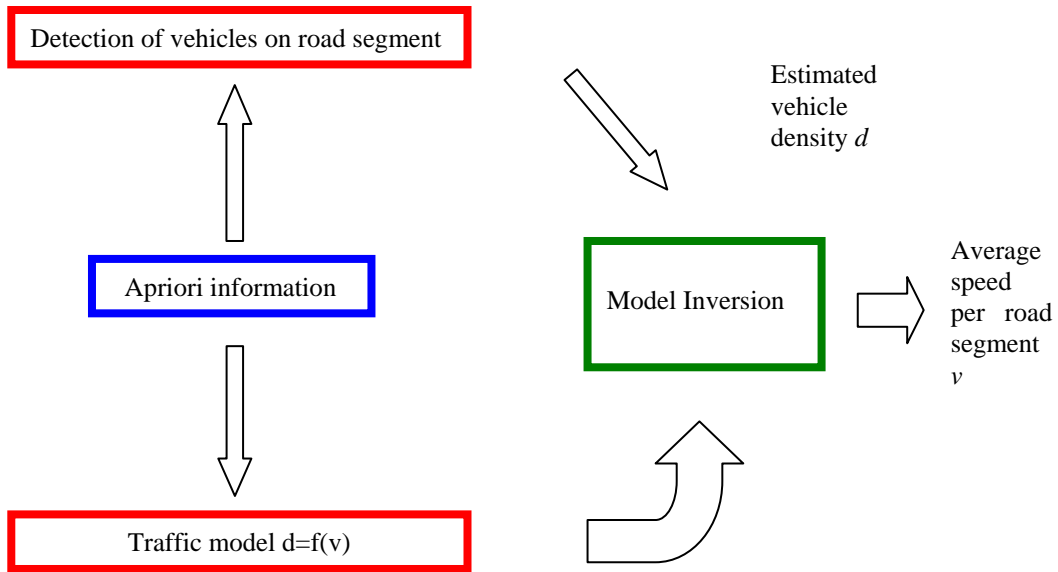 Detection of vehicles on road segment
Estimated
vehicle
density d
Apriori information
Model Inversion
Average
speed
per road
segment
v
Traffic model d=f(v)